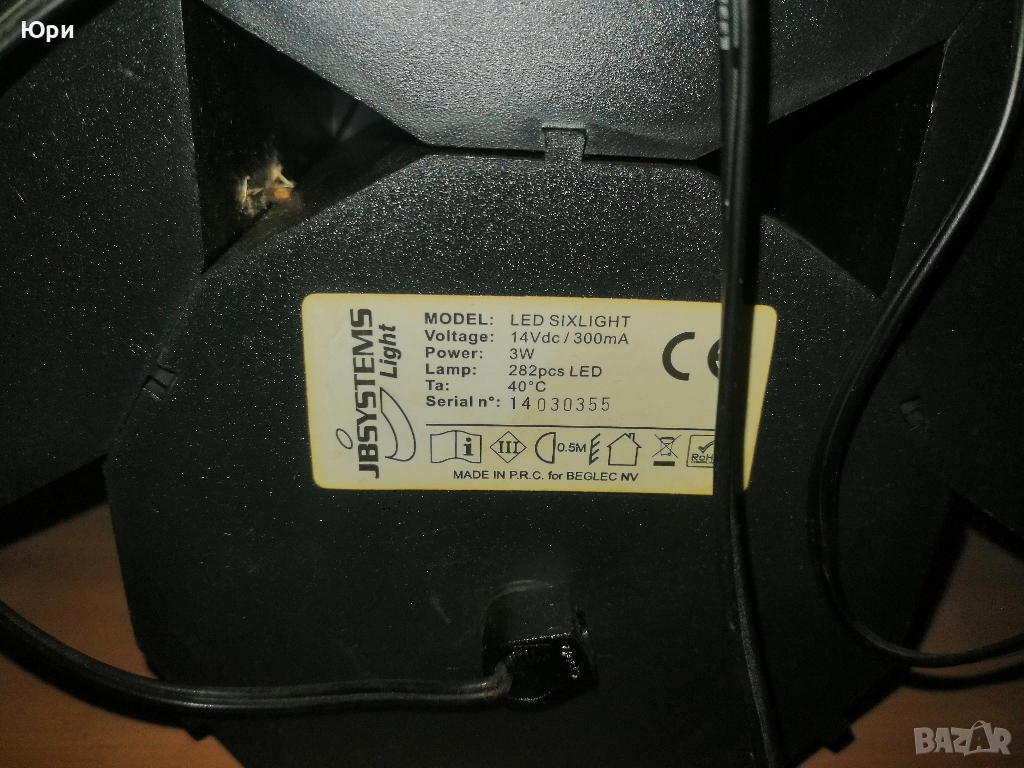 Юри
JBSYSTEMS
Light
MODEL: LED SIXLIGHT
Voltage: 14Vdc / 300mA
Power: 3W
Lamp: 282pcs LED
Ta: 40°C
Serial n°: 14030355
CE
i III 0.5M RoH
MADE IN P.R.C. for BEGLEC NV
BAZAR